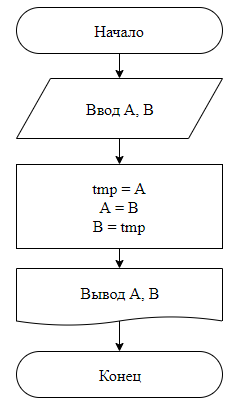 Начало
Ввод A, B
tmp = A
A = B
B = tmp
Вывод A, B
Конец